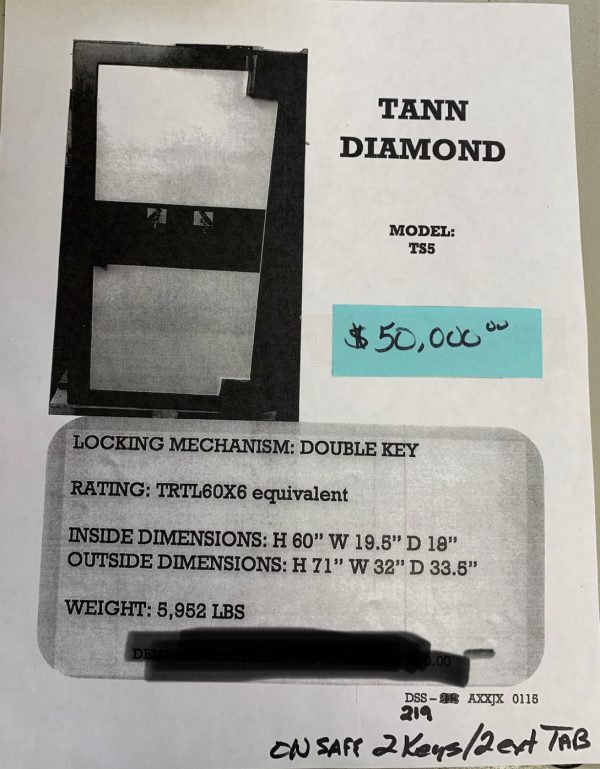 TANN
DIAMOND
MODEL:
TS5
$50,000.00
LOCKING MECHANISM: DOUBLE KEY
RATING: TRTL60X6 equivalent
INSIDE DIMENSIONS: H 60” W 19.5” D 18”
OUTSIDE DIMENSIONS: H 71” W 32” D 33.5”
WEIGHT: 5,952 LBS
DSS- AXXJX 0115
219
ON SAFE 2 Keys/2 ext TAB